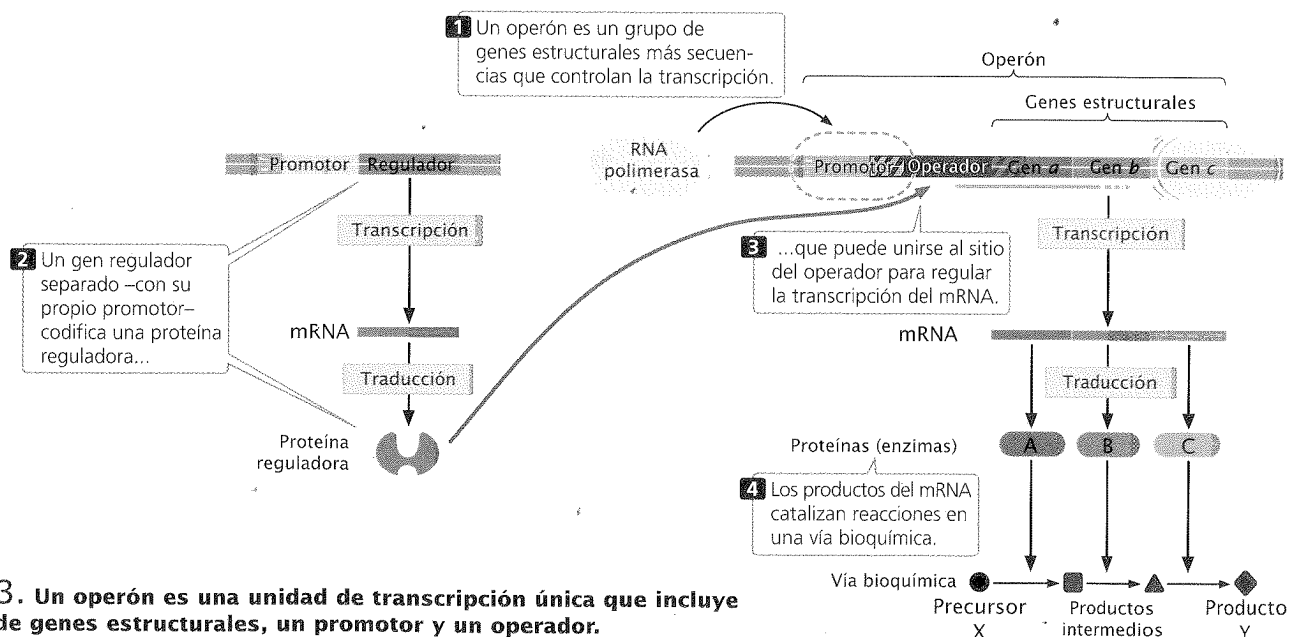 1 Un operón es un grupo de
genes estructurales más secuen-
cias que controlan la transcripción.
Operón
Genes estructurales
RNA
polimerasa
Promotor Regulador
Promotor Operador Gen a Gen b Gen c
Transcripción
2 Un gen regulador
separado –con su
propio promotor–
codifica una proteína
reguladora...
3 ...que puede unirse al sitio
del operador para regular
la transcripción del mRNA.
Transcripción
mRNA
mRNA
Traducción
Traducción
Proteína
reguladora
Proteínas (enzimas)
A B C
4 Los productos del mRNA
catalizan reacciones en
una vía bioquímica.
Vía bioquímica
Precursor
X
Productos
intermedios
Producto
Y
3. Un operón es una unidad de transcripción única que incluye
de genes estructurales, un promotor y un operador.